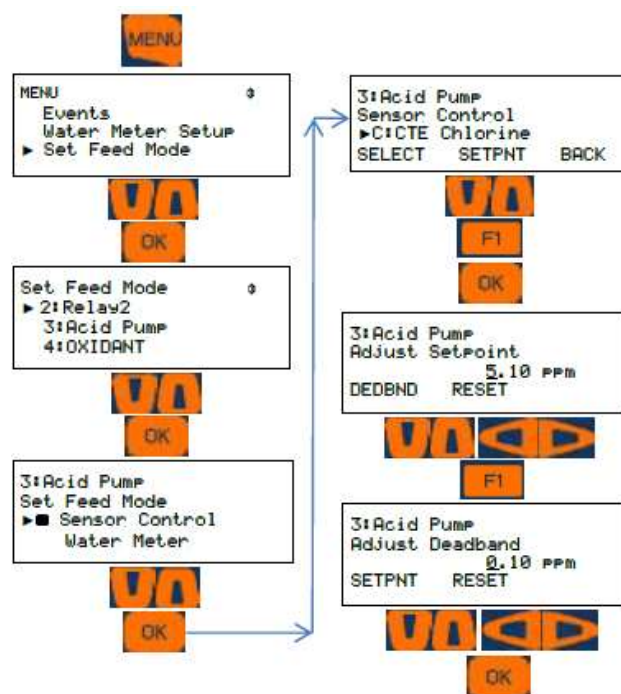 MENU
MENU
Events
Water Meter Setup
Set Feed Mode
OK
Set Feed Mode
2:Relay2
3:Acid Pump
4:OXIDANT
OK
3:Acid Pump
Set Feed Mode
Sensor Control
Water Meter
OK
3:Acid Pump
Sensor Control
C:CTE Chlorine
SELECT SETPNT BACK
F1
OK
3:Acid Pump
Adjust Setpoint
5.10 ppm
DEDBND RESET
F1
3:Acid Pump
Adjust Deadband
0.10 ppm
SETPNT RESET
OK